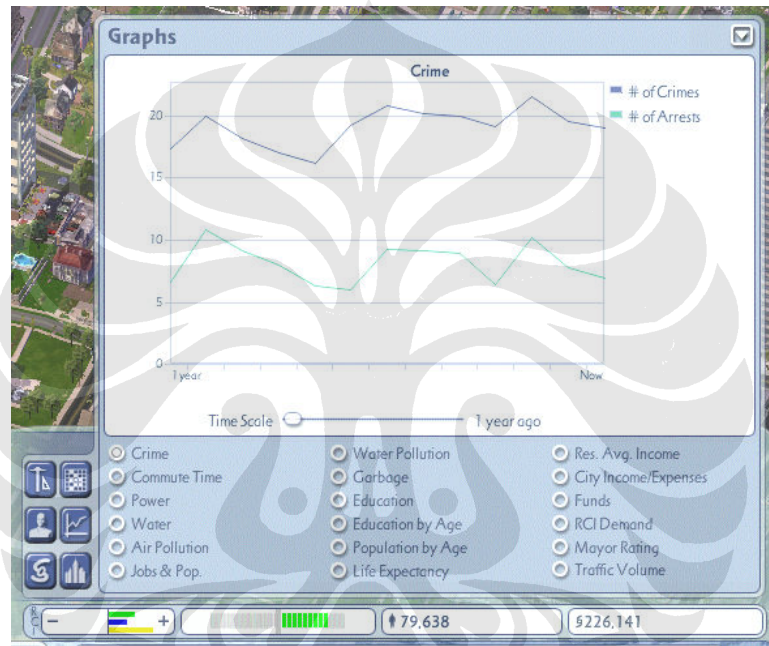 Graphs
Crime
# of Crimes
# of Arrests
20
15
10
5
0
1 year
Now
Time Scale
1 year ago
Crime
Commute Time
Power
Water
Air Pollution
Jobs & Pop.
Water Pollution
Garbage
Education
Education by Age
Population by Age
Life Expectancy
Res. Avg. Income
City Income/Expenses
Funds
RCI Demand
Mayor Rating
Traffic Volume
R
C
I
− +
79,638
§226,141